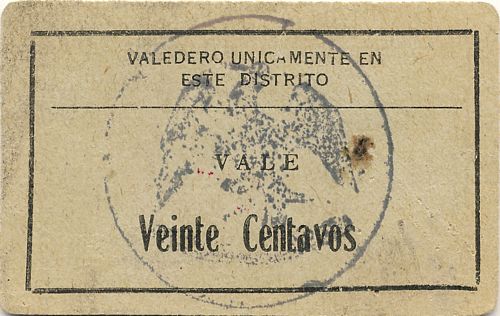 VALEDERO UNICAMENTE EN
ESTE DISTRITO
VALE
Veinte Centavos